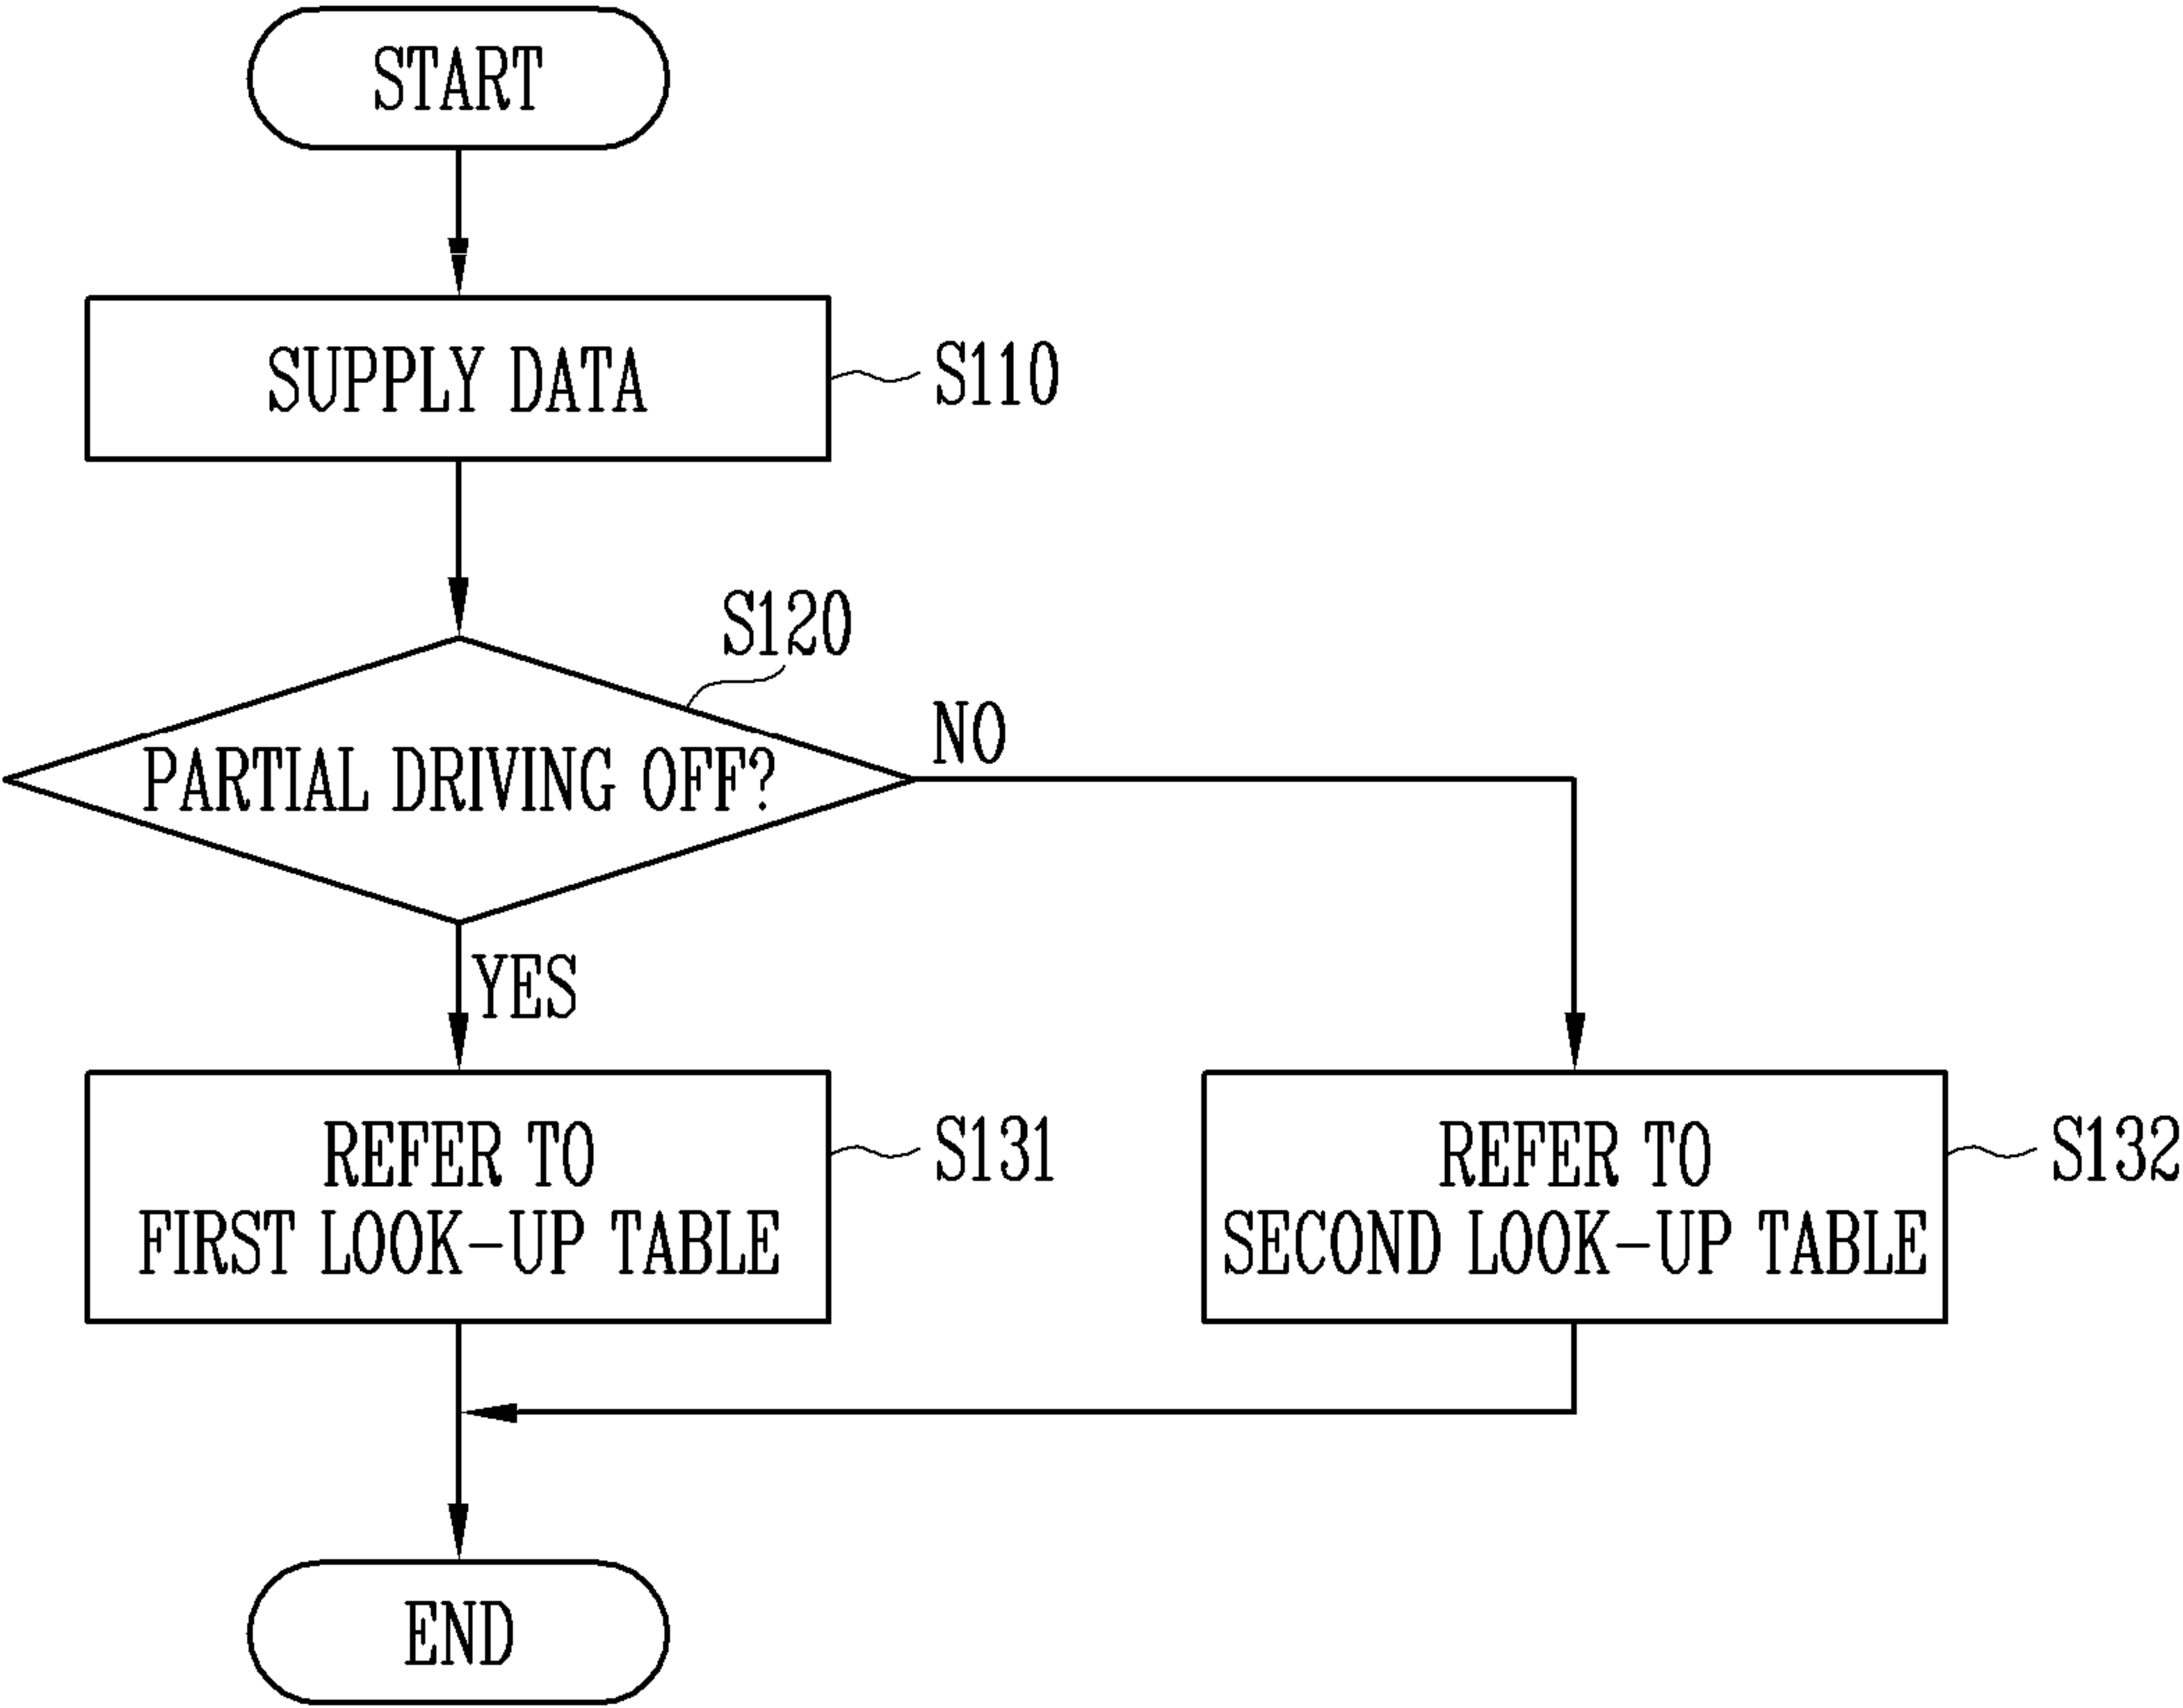 START
SUPPLY DATA
S110
S120
PARTIAL DRIVING OFF?
NO
YES
REFER TO
FIRST LOOK-UP TABLE
S131
REFER TO
SECOND LOOK-UP TABLE
S132
END